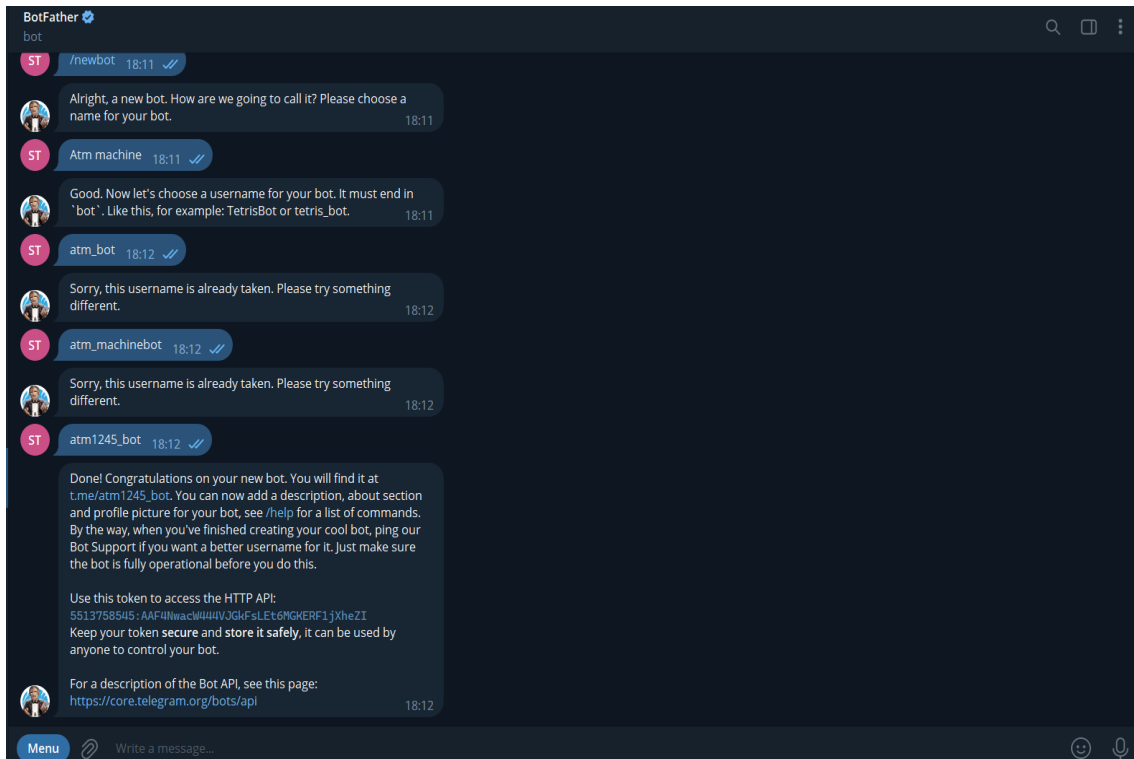 BotFather
bot
ST
/newbot 18:11
Alright, a new bot. How are we going to call it? Please choose a
name for your bot.
18:11
ST
Atm machine 18:11
Good. Now let's choose a username for your bot. It must end in
`bot`. Like this, for example: TetrisBot or tetris_bot.
18:11
ST
atm_bot 18:12
Sorry, this username is already taken. Please try something
different.
18:12
ST
atm_machinebot 18:12
Sorry, this username is already taken. Please try something
different.
18:12
ST
atm1245_bot 18:12
Done! Congratulations on your new bot. You will find it at
t.me/atm1245_bot. You can now add a description, about section
and profile picture for your bot, see /help for a list of commands.
By the way, when you've finished creating your cool bot, ping our
Bot Support if you want a better username for it. Just make sure
the bot is fully operational before you do this.
Use this token to access the HTTP API:
5513758545:AAF4NwacW444VJGkFsLEt6MGKERF1jXheZI
Keep your token secure and store it safely, it can be used by
anyone to control your bot.
For a description of the Bot API, see this page:
https://core.telegram.org/bots/api
18:12
Menu
Write a message...